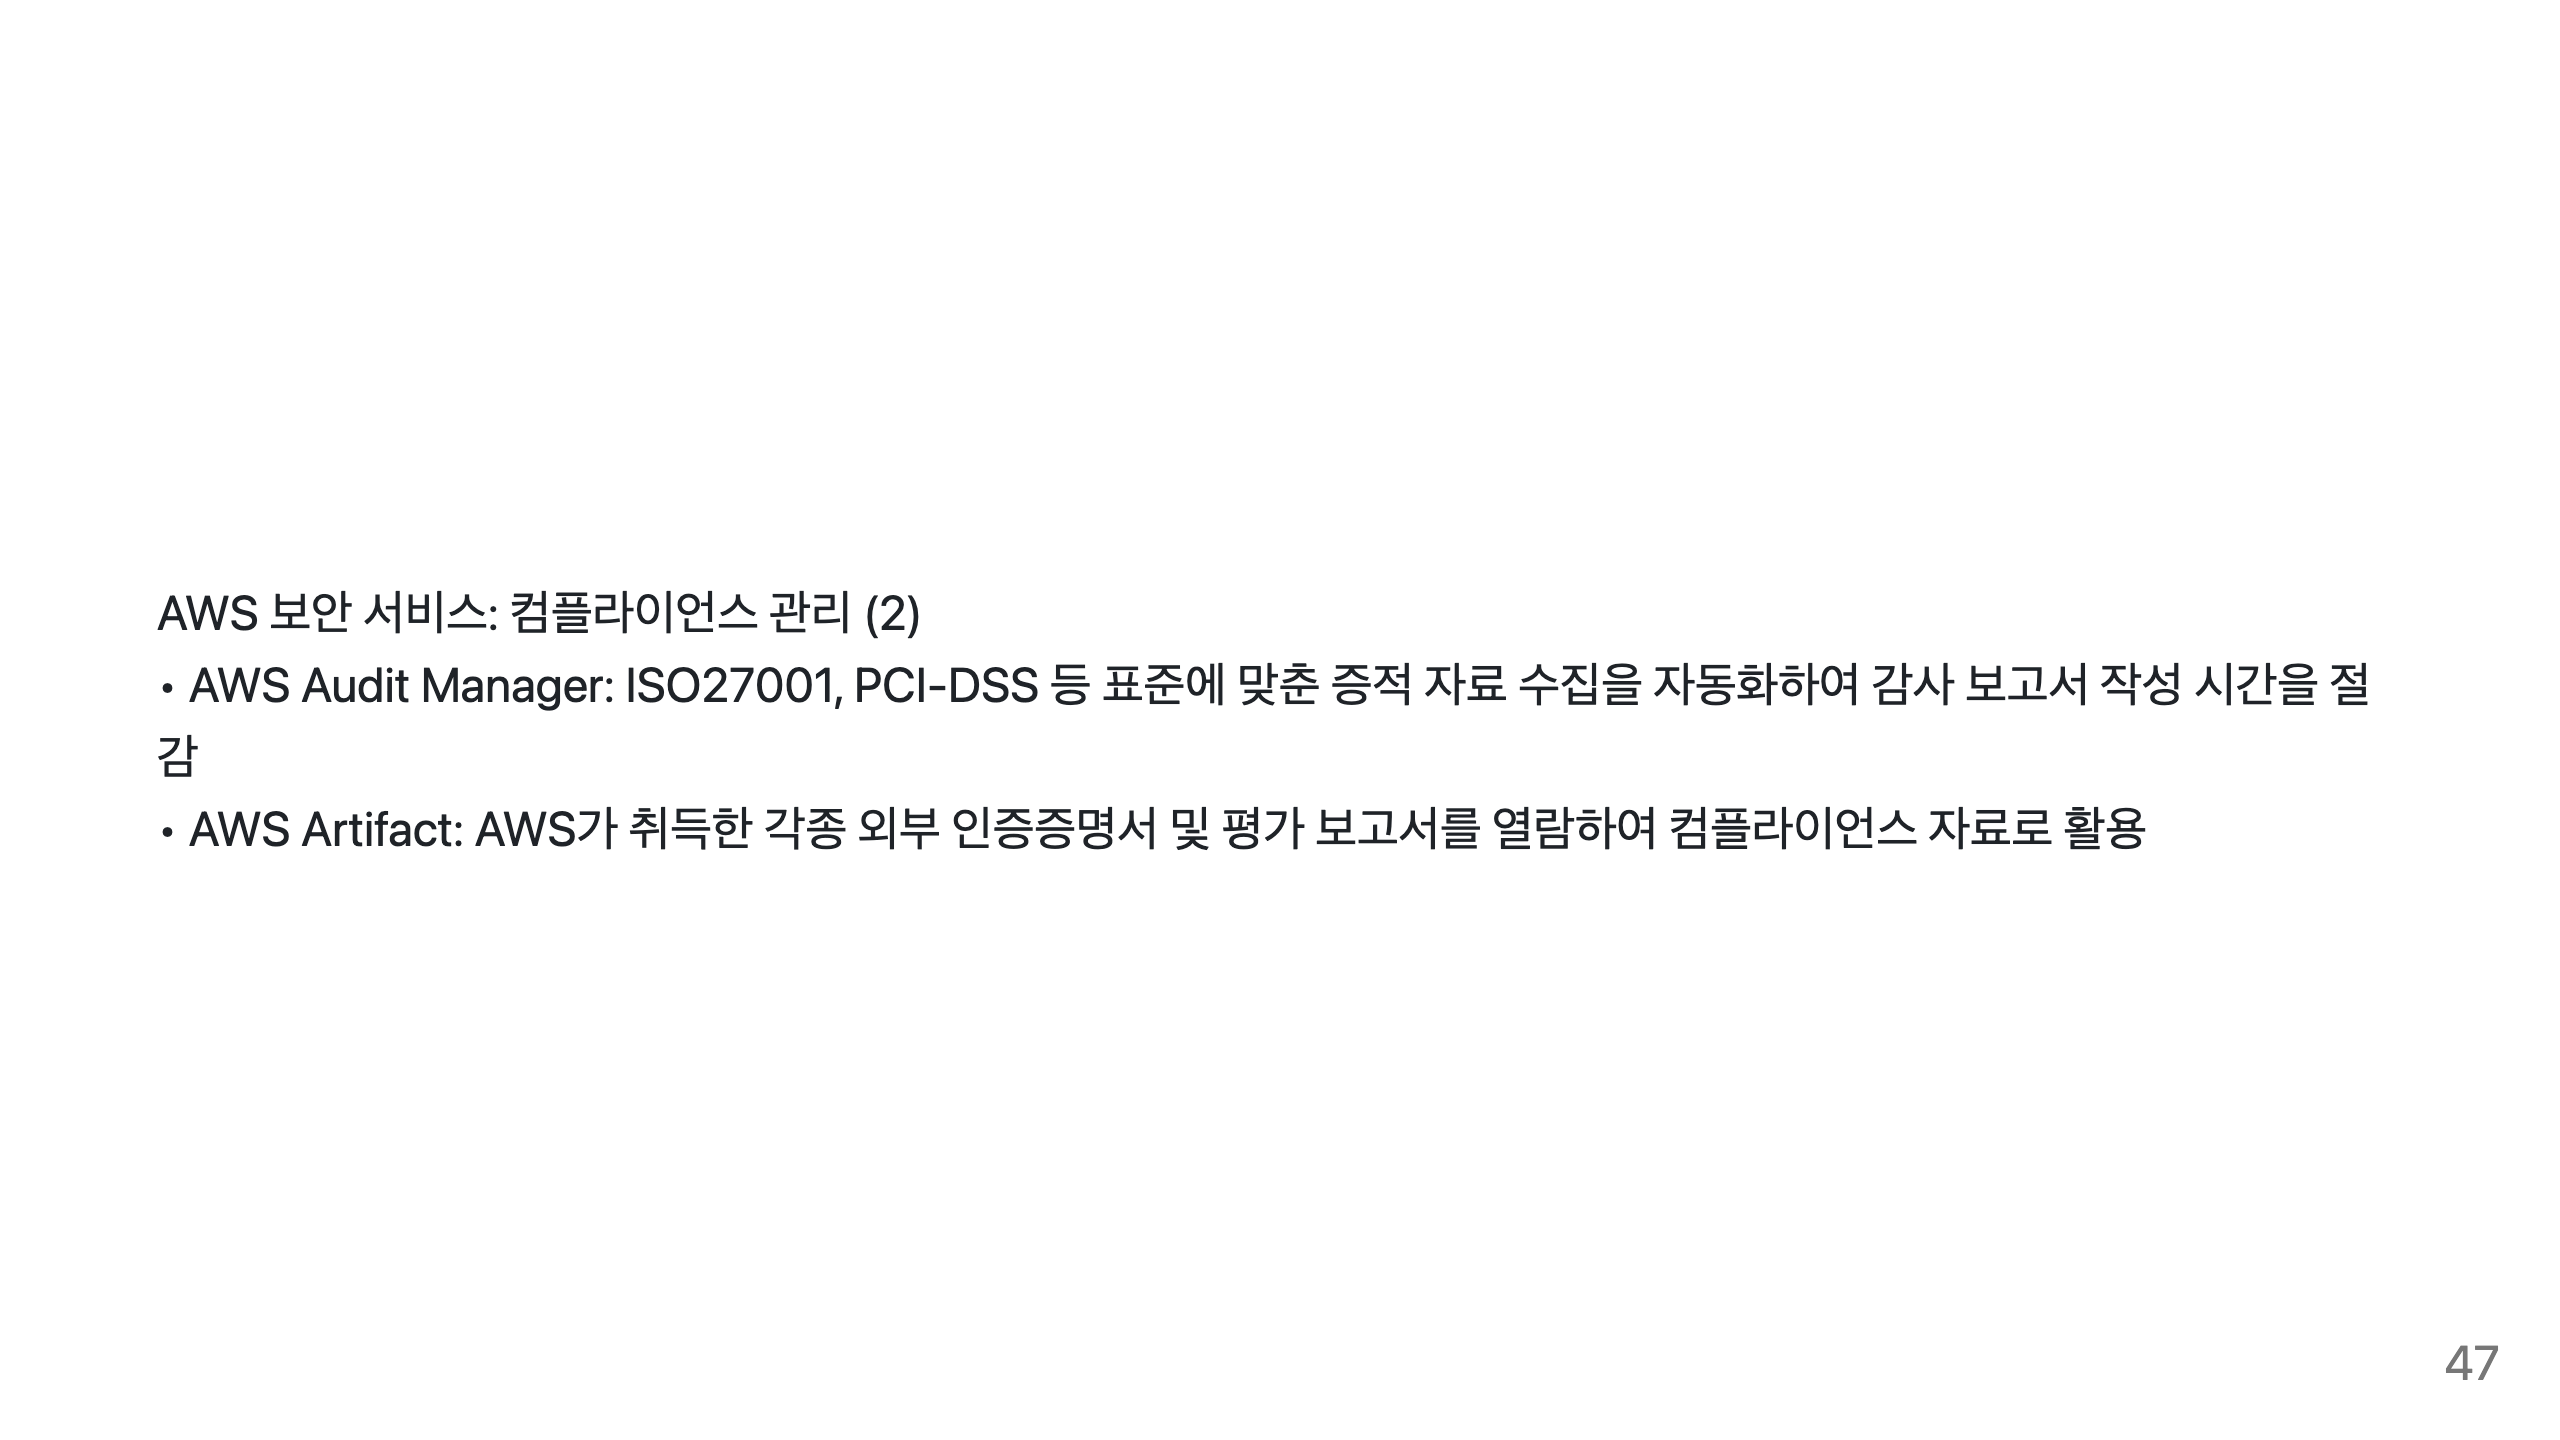 AWS 보안 서비스: 컴플라이언스 관리 (2)
• AWS Audit Manager: ISO27001, PCI-DSS 등 표준에 맞춘 증적 자료 수집을 자동화하여 감사 보고서 작성 시간을 절
감
• AWS Artifact: AWS가 취득한 각종 외부 인증증명서 및 평가 보고서를 열람하여 컴플라이언스 자료로 활용
47